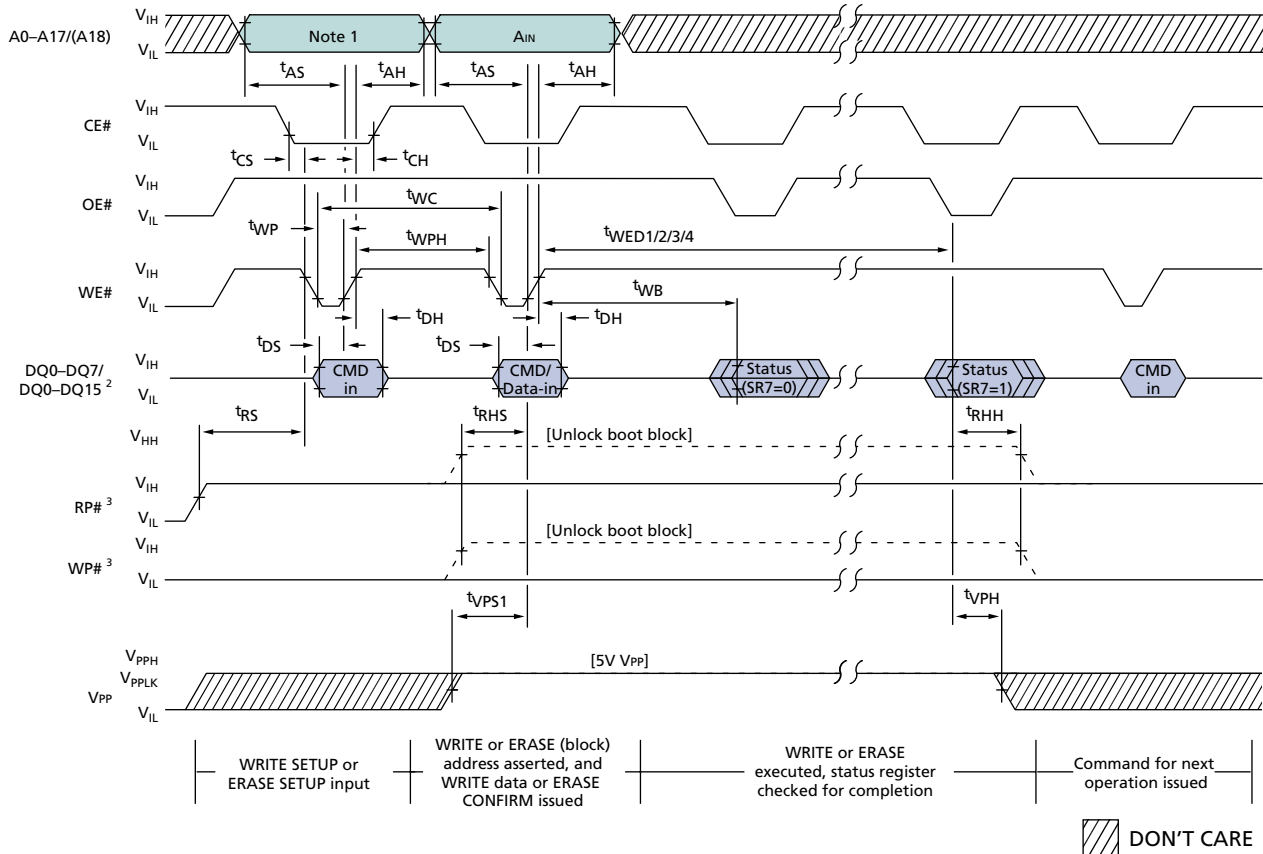 VIH
A0–A17/(A18)
VIL
Note 1
AIN
tAS
tAH
tAS
tAH
VIH
CE#
VIL
tCS
tCH
VIH
OE#
VIL
tWC
tWP
tWPH
tWED1/2/3/4
VIH
WE#
VIL
tWB
tDH
tDH
tDS
tDS
VIH
DQ0–DQ7/
DQ0–DQ15 2
VIL
CMD
in
CMD/
Data-in
Status
(SR7=0)
Status
(SR7=1)
CMD
in
tRS
tRHS
tRHH
VHH
[Unlock boot block]
VIH
RP# 3
VIL
VIH
[Unlock boot block]
WP# 3
VIL
tVPS1
tVPH
VPPH
[5V VPP]
VPPLK
VPP
VIL
WRITE SETUP or
ERASE SETUP input
WRITE or ERASE (block)
address asserted, and
WRITE data or ERASE
CONFIRM issued
WRITE or ERASE
executed, status register
checked for completion
Command for next
operation issued
DON'T CARE